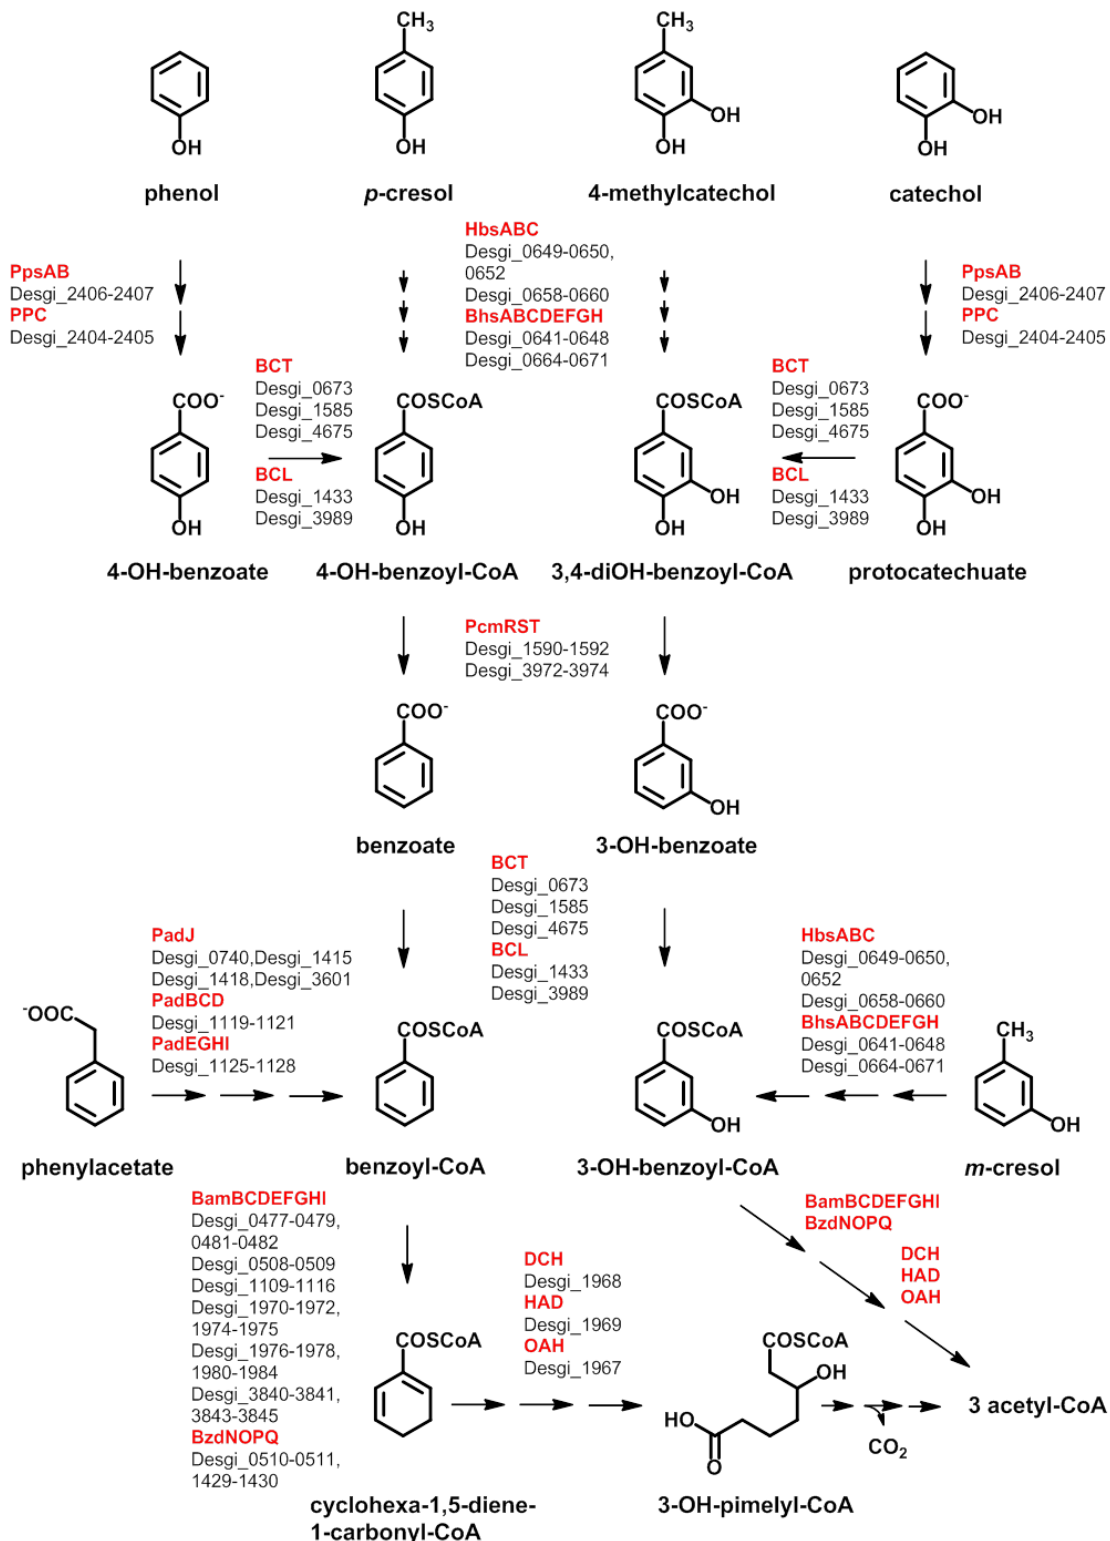 CH₃
CH₃
OH
OH
OH
OH
OH
OH
phenol
p-cresol
4-methylcatechol
catechol
HbsABC
Desgi_0649-0650,
0652
Desgi_0658-0660
BhsABCDEFGH
Desgi_0641-0648
Desgi_0664-0671
PpsAB
Desgi_2406-2407
PPC
Desgi_2404-2405
PpsAB
Desgi_2406-2407
PPC
Desgi_2404-2405
BCT
Desgi_0673
Desgi_1585
Desgi_4675
BCL
Desgi_1433
Desgi_3989
BCT
Desgi_0673
Desgi_1585
Desgi_4675
BCL
Desgi_1433
Desgi_3989
COO⁻
COSCoA
COSCoA
COO⁻
OH
OH
OH
OH
OH
OH
4-OH-benzoate
4-OH-benzoyl-CoA
3,4-diOH-benzoyl-CoA
protocatechuate
PcmRST
Desgi_1590-1592
Desgi_3972-3974
COO⁻
COO⁻
OH
benzoate
3-OH-benzoate
BCT
Desgi_0673
Desgi_1585
Desgi_4675
BCL
Desgi_1433
Desgi_3989
PadJ
Desgi_0740,Desgi_1415
Desgi_1418,Desgi_3601
PadBCD
Desgi_1119-1121
PadEGHI
Desgi_1125-1128
HbsABC
Desgi_0649-0650,
0652
Desgi_0658-0660
BhsABCDEFGH
Desgi_0641-0648
Desgi_0664-0671
⁻OOC
COSCoA
COSCoA
CH₃
OH
OH
phenylacetate
benzoyl-CoA
3-OH-benzoyl-CoA
m-cresol
BamBCDEFGHI
Desgi_0477-0479,
0481-0482
Desgi_0508-0509
Desgi_1109-1116
Desgi_1970-1972,
1974-1975
Desgi_1976-1978,
1980-1984
Desgi_3840-3841,
3843-3845
BzdNOPQ
Desgi_0510-0511,
1429-1430
DCH
Desgi_1968
HAD
Desgi_1969
OAH
Desgi_1967
BamBCDEFGHI
BzdNOPQ
DCH
HAD
OAH
COSCoA
COSCoA
OH
HO
O
CO₂
3 acetyl-CoA
cyclohexa-1,5-diene-
1-carbonyl-CoA
3-OH-pimelyl-CoA